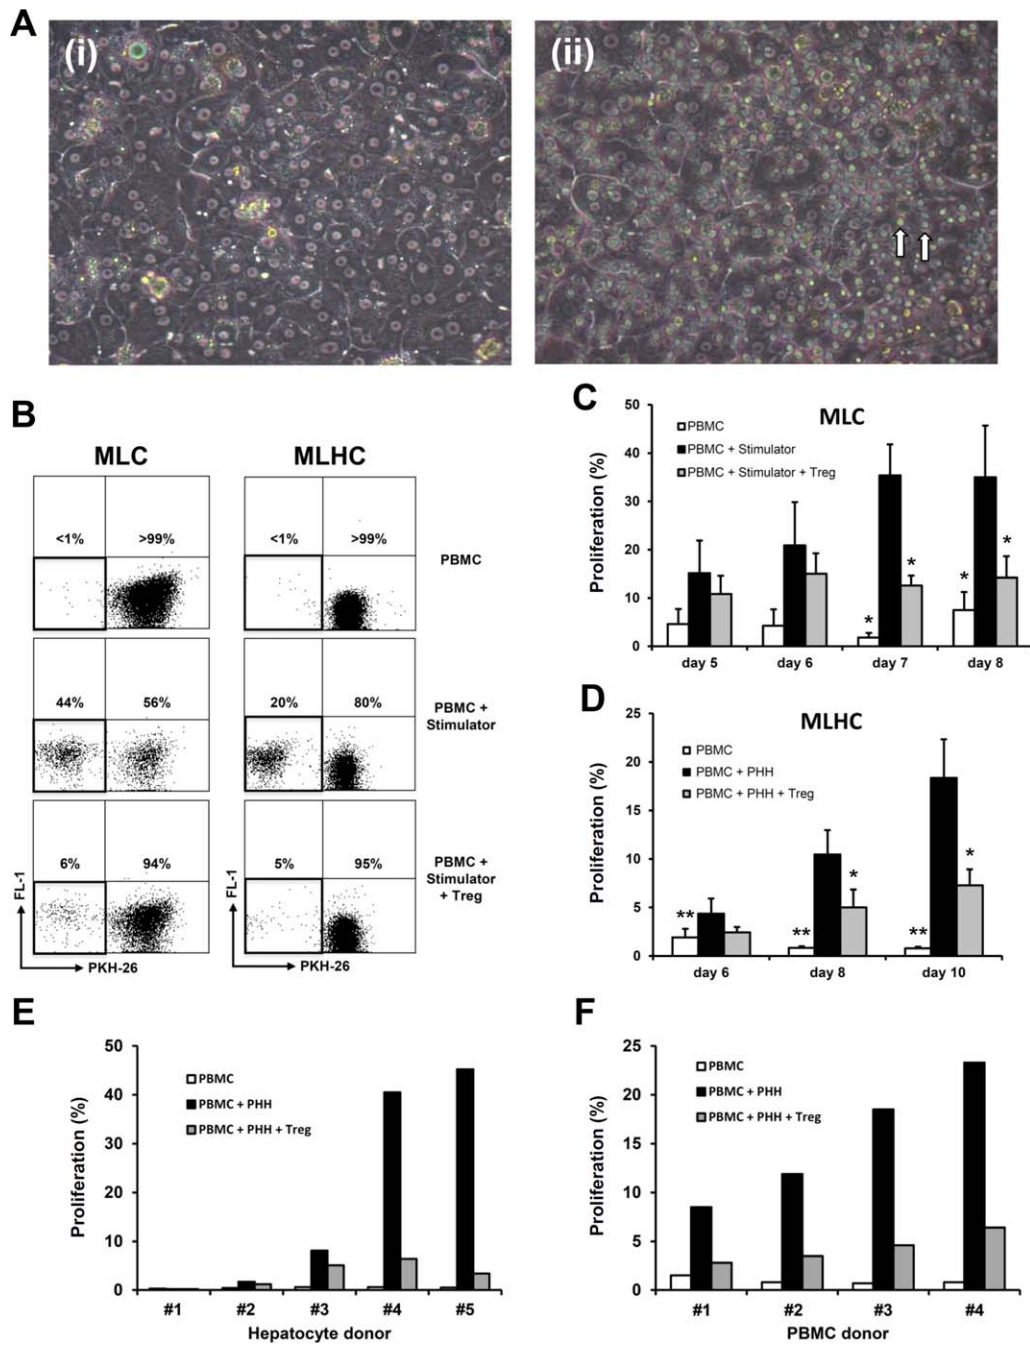 A
(i)
(ii)
B
MLC
MLHC
<1%
>99%
<1%
>99%
PBMC
44%
56%
20%
80%
PBMC +
Stimulator
6%
94%
5%
95%
PBMC +
Stimulator
+ Treg
FL-1
PKH-26
FL-1
PKH-26
C
MLC
PBMC
PBMC + Stimulator
PBMC + Stimulator + Treg
Proliferation (%)
50
40
30
20
10
0
*
*
*
*
day 5
day 6
day 7
day 8
D
MLHC
PBMC
PBMC + PHH
PBMC + PHH + Treg
Proliferation (%)
25
20
15
10
5
0
**
**
*
**
*
day 6
day 8
day 10
E
PBMC
PBMC + PHH
PBMC + PHH + Treg
Proliferation (%)
50
40
30
20
10
0
#1
#2
#3
#4
#5
Hepatocyte donor
F
PBMC
PBMC + PHH
PBMC + PHH + Treg
Proliferation (%)
25
20
15
10
5
0
#1
#2
#3
#4
PBMC donor